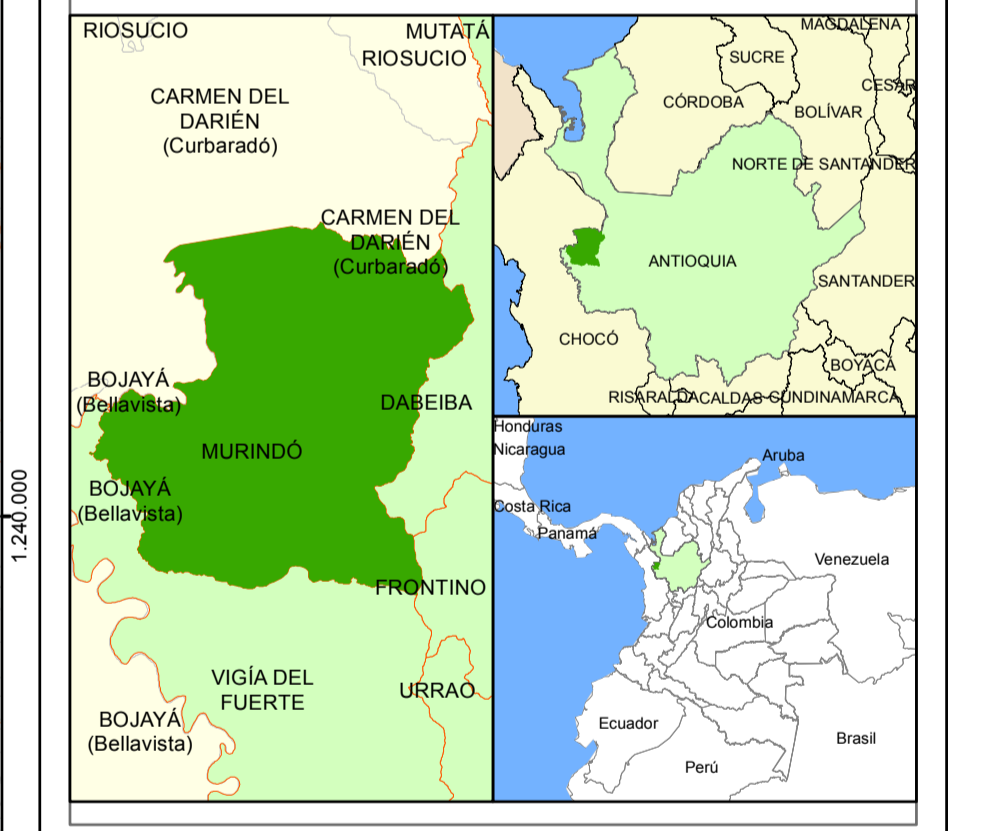 RIOSUCIO
MUTATÁ
RIOSUCIO
CARMEN DEL
DARIÉN
(Curbaradó)
CARMEN DEL
DARIÉN
(Curbaradó)
BOJAYÁ
(Bellavista)
DABEIBA
MURINDÓ
BOJAYÁ
(Bellavista)
FRONTINO
VIGÍA DEL
FUERTE
URRAO
BOJAYÁ
(Bellavista)
1.240.000
MAGDALENA
SUCRE
CESAR
CÓRDOBA
BOLÍVAR
NORTE DE SANTANDER
ANTIOQUIA
SANTANDER
CHOCÓ
BOYACÁ
RISARALDA
CALDAS
CUNDINAMARCA
Honduras
Nicaragua
Aruba
Costa Rica
Panamá
Venezuela
Colombia
Ecuador
Brasil
Perú